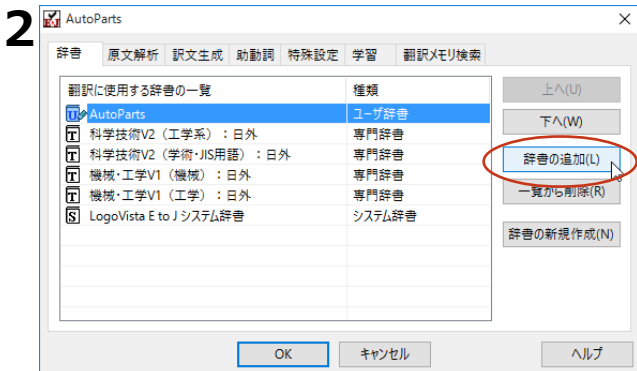 2
AutoParts
辞書 原文解析 訳文生成 助動詞 特殊設定 学習 翻訳メモリ検索
翻訳に使用する辞書の一覧 種類
AutoParts ユーザ辞書
科学技術V2（工学系）：日外 専門辞書
科学技術V2（学術・JIS用語）：日外 専門辞書
機械・工学V1（機械）：日外 専門辞書
機械・工学V1（工学）：日外 専門辞書
LogoVista E to J システム辞書 システム辞書
上へ(U)
下へ(W)
辞書の追加(L)
一覧から削除(R)
辞書の新規作成(N)
OK キャンセル ヘルプ